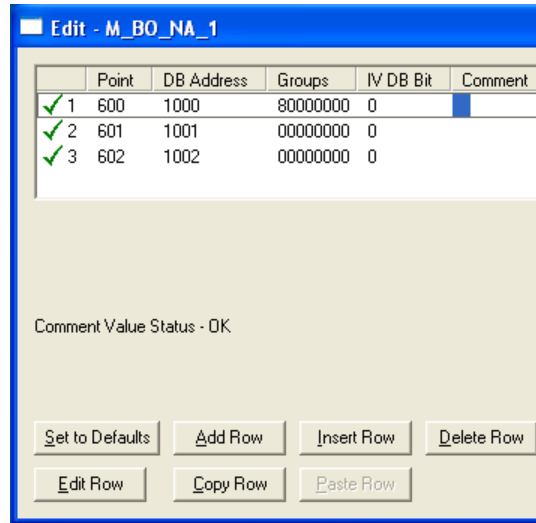 Edit - M_BO_NA_1
Point DB Address Groups IV DB Bit Comment
1 600 1000 80000000 0
2 601 1001 00000000 0
3 602 1002 00000000 0
Comment Value Status - OK
Set to Defaults Add Row Insert Row Delete Row
Edit Row Copy Row Paste Row